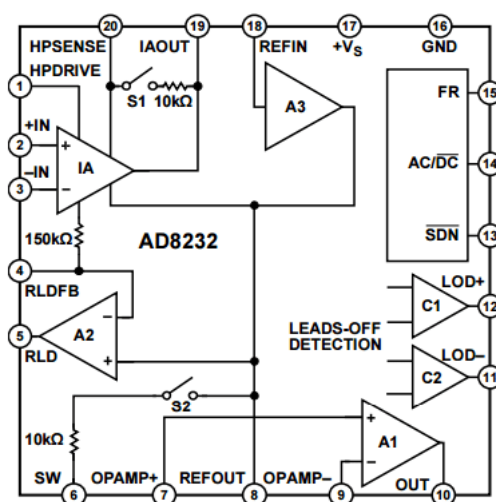 20 19 18 17 16
HPSENSE IAOUT REFIN +VS GND
HPDRIVE
1
S1 10kΩ
A3
FR 15
+IN
2
IA
+
–
–IN
3
AC/DC 14
150kΩ
AD8232
SDN 13
4
RLDFB
LOD+
C1 12
5
RLD
A2
–
+
LEADS-OFF
DETECTION
LOD–
C2 11
S2
10kΩ
A1
+
–
SW OPAMP+ REFOUT OPAMP– OUT
6 7 8 9 10